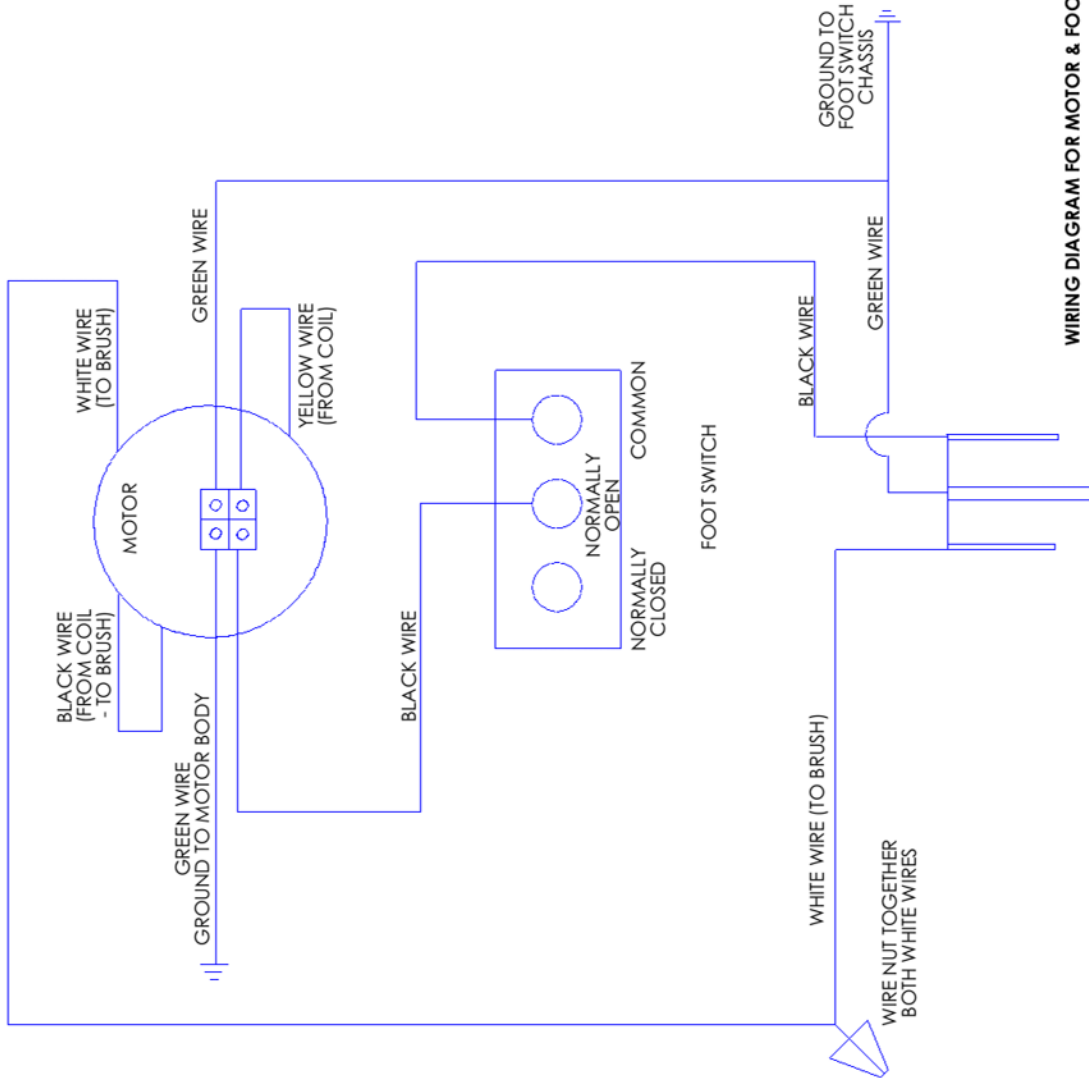 WHITE WIRE
(TO BRUSH)
MOTOR
BLACK WIRE
(FROM COIL
- TO BRUSH)
GREEN WIRE
YELLOW WIRE
(FROM COIL)
GREEN WIRE
GROUND TO MOTOR BODY
BLACK WIRE
NORMALLY
OPEN
COMMON
NORMALLY
CLOSED
FOOT SWITCH
GROUND TO
FOOT SWITCH
CHASSIS
BLACK WIRE
GREEN WIRE
WHITE WIRE (TO BRUSH)
WIRE NUT TOGETHER
BOTH WHITE WIRES
WIRING DIAGRAM FOR MOTOR & FOO